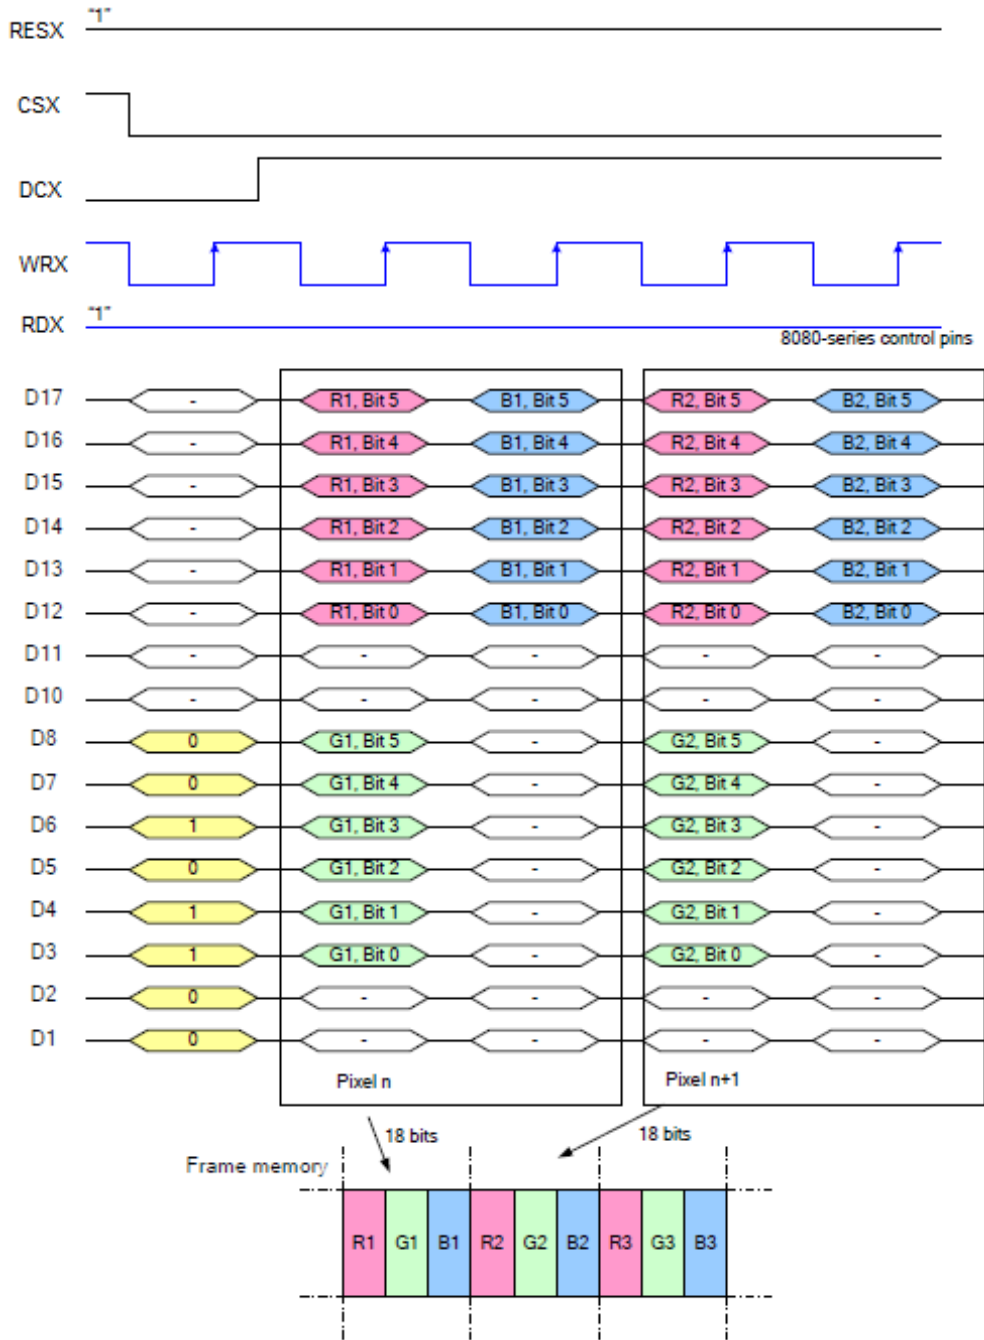 RESX "1"
CSX
DCX
WRX
RDX "1"
8080-series control pins
D17 - R1, Bit 5 B1, Bit 5 R2, Bit 5 B2, Bit 5
D16 - R1, Bit 4 B1, Bit 4 R2, Bit 4 B2, Bit 4
D15 - R1, Bit 3 B1, Bit 3 R2, Bit 3 B2, Bit 3
D14 - R1, Bit 2 B1, Bit 2 R2, Bit 2 B2, Bit 2
D13 - R1, Bit 1 B1, Bit 1 R2, Bit 1 B2, Bit 1
D12 - R1, Bit 0 B1, Bit 0 R2, Bit 0 B2, Bit 0
D11 - - - - -
D10 - - - - -
D8 0 G1, Bit 5 - G2, Bit 5 -
D7 0 G1, Bit 4 - G2, Bit 4 -
D6 1 G1, Bit 3 - G2, Bit 3 -
D5 0 G1, Bit 2 - G2, Bit 2 -
D4 1 G1, Bit 1 - G2, Bit 1 -
D3 1 G1, Bit 0 - G2, Bit 0 -
D2 0 - - - -
D1 0 - - - -
Pixel n Pixel n+1
18 bits 18 bits
Frame memory
R1 G1 B1 R2 G2 B2 R3 G3 B3